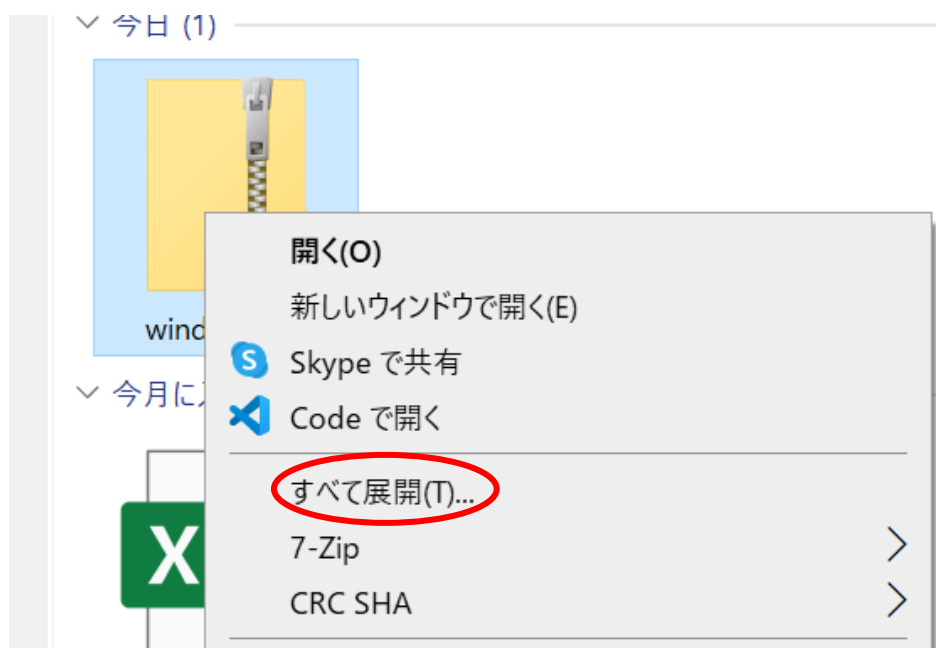 今日 (1)
wind
今月に
開く(O)
新しいウィンドウで開く(E)
Skype で共有
Code で開く
すべて展開(T)...
7-Zip
CRC SHA